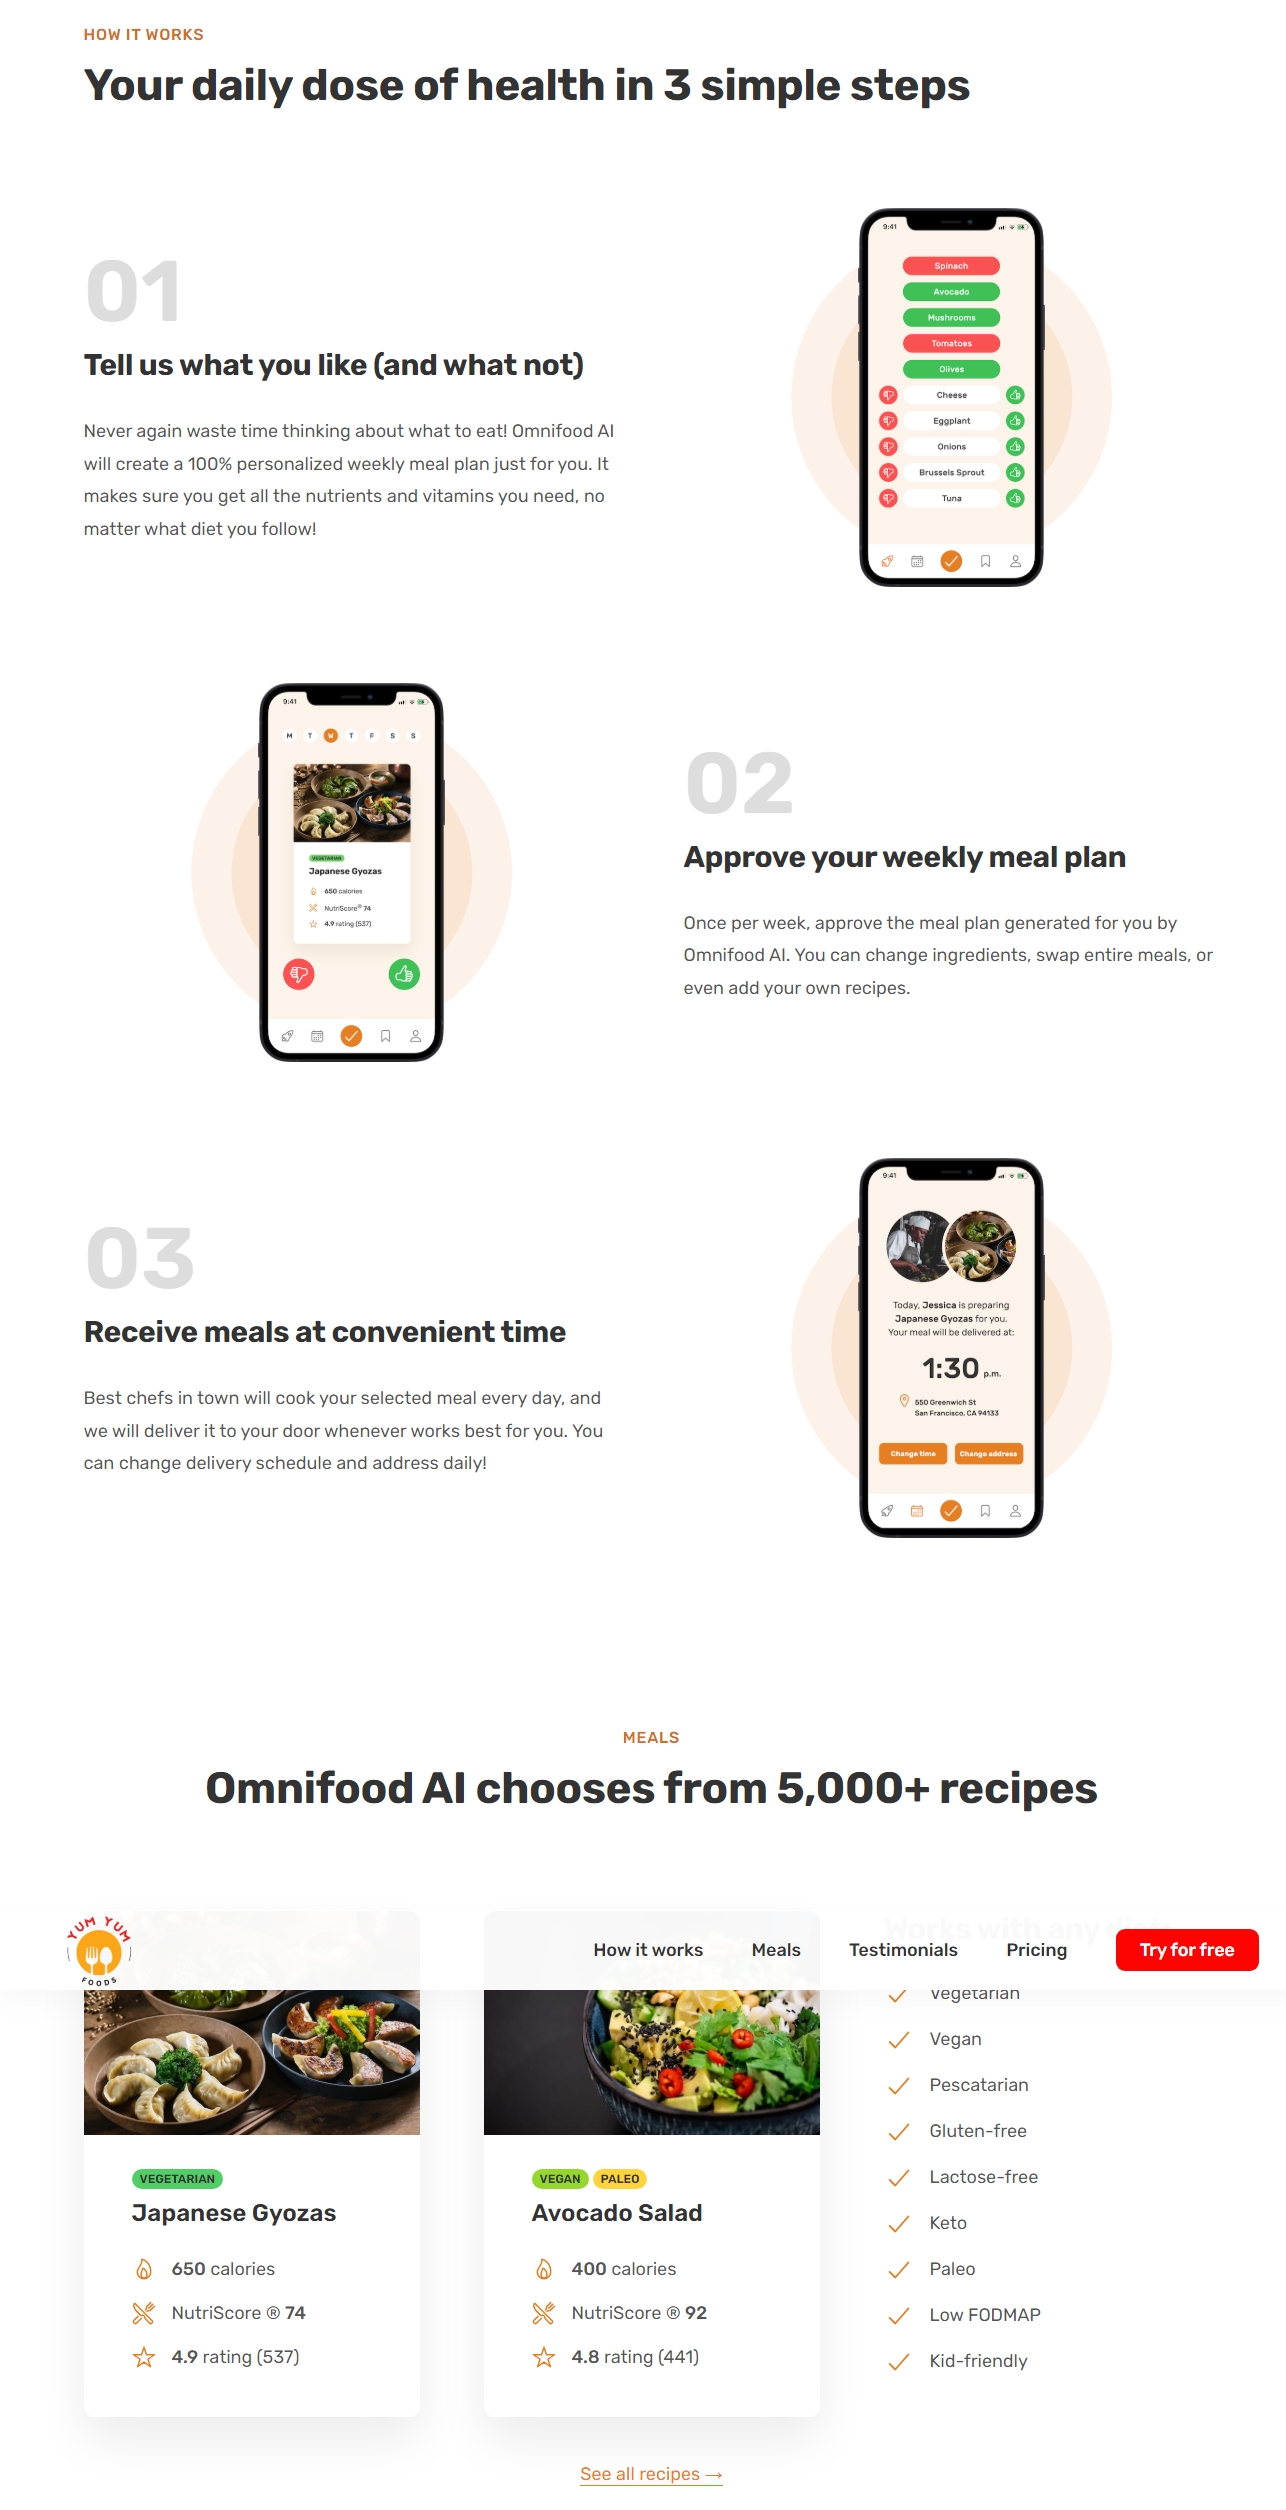 HOW IT WORKS
Your daily dose of health in 3 simple steps
01
Tell us what you like (and what not)
Never again waste time thinking about what to eat! Omnifood AI
will create a 100% personalized weekly meal plan just for you. It
makes sure you get all the nutrients and vitamins you need, no
matter what diet you follow!
9:41
Spinach
Avocado
Mushrooms
Tomatoes
Olives
Cheese
Eggplant
Onions
Brussels Sprout
Tuna
9:41
M T W T F S S
VEGETARIAN
Japanese Gyozas
650 calories
NutriScore® 74
4.9 rating (537)
02
Approve your weekly meal plan
Once per week, approve the meal plan generated for you by
Omnifood AI. You can change ingredients, swap entire meals, or
even add your own recipes.
03
Receive meals at convenient time
Best chefs in town will cook your selected meal every day, and
we will deliver it to your door whenever works best for you. You
can change delivery schedule and address daily!
9:41
Today, Jessica is preparing
Japanese Gyozas for you.
Your meal will be delivered at:
1:30 p.m.
550 Greenwich St
San Francisco, CA 94133
Change time
Change address
MEALS
Omnifood AI chooses from 5,000+ recipes
YUM YUM
FOODS
How it works
Meals
Testimonials
Pricing
Try for free
Works with any
VEGETARIAN
Japanese Gyozas
650 calories
NutriScore ® 74
4.9 rating (537)
VEGAN PALEO
Avocado Salad
400 calories
NutriScore ® 92
4.8 rating (441)
Vegetarian
Vegan
Pescatarian
Gluten-free
Lactose-free
Keto
Paleo
Low FODMAP
Kid-friendly
See all recipes →